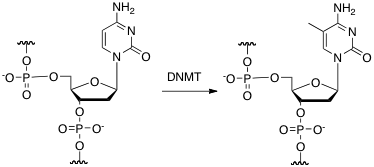 NH₂ NH₂
N N
O N O O N O
⁻O P O O DNMT ⁻O P O O
O O
O O
O P O⁻ O P O⁻
O O